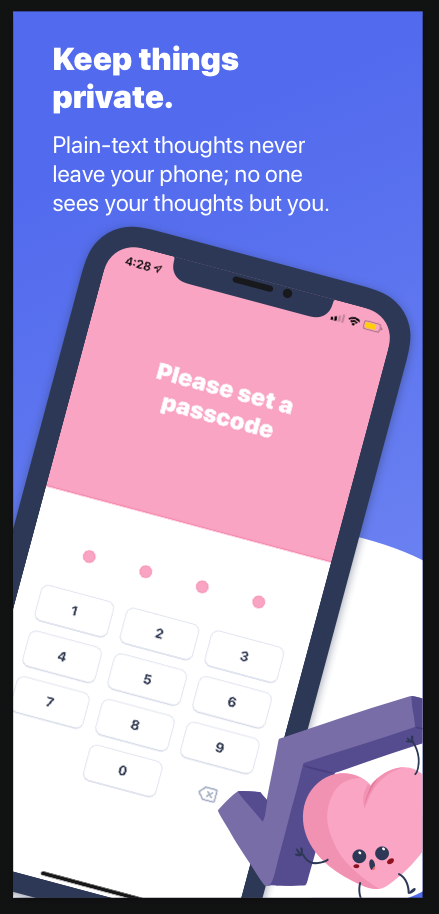 Keep things
private.
Plain-text thoughts never
leave your phone; no one
sees your thoughts but you.
4:28
Please set a
passcode
1
2
3
4
5
6
7
8
9
0